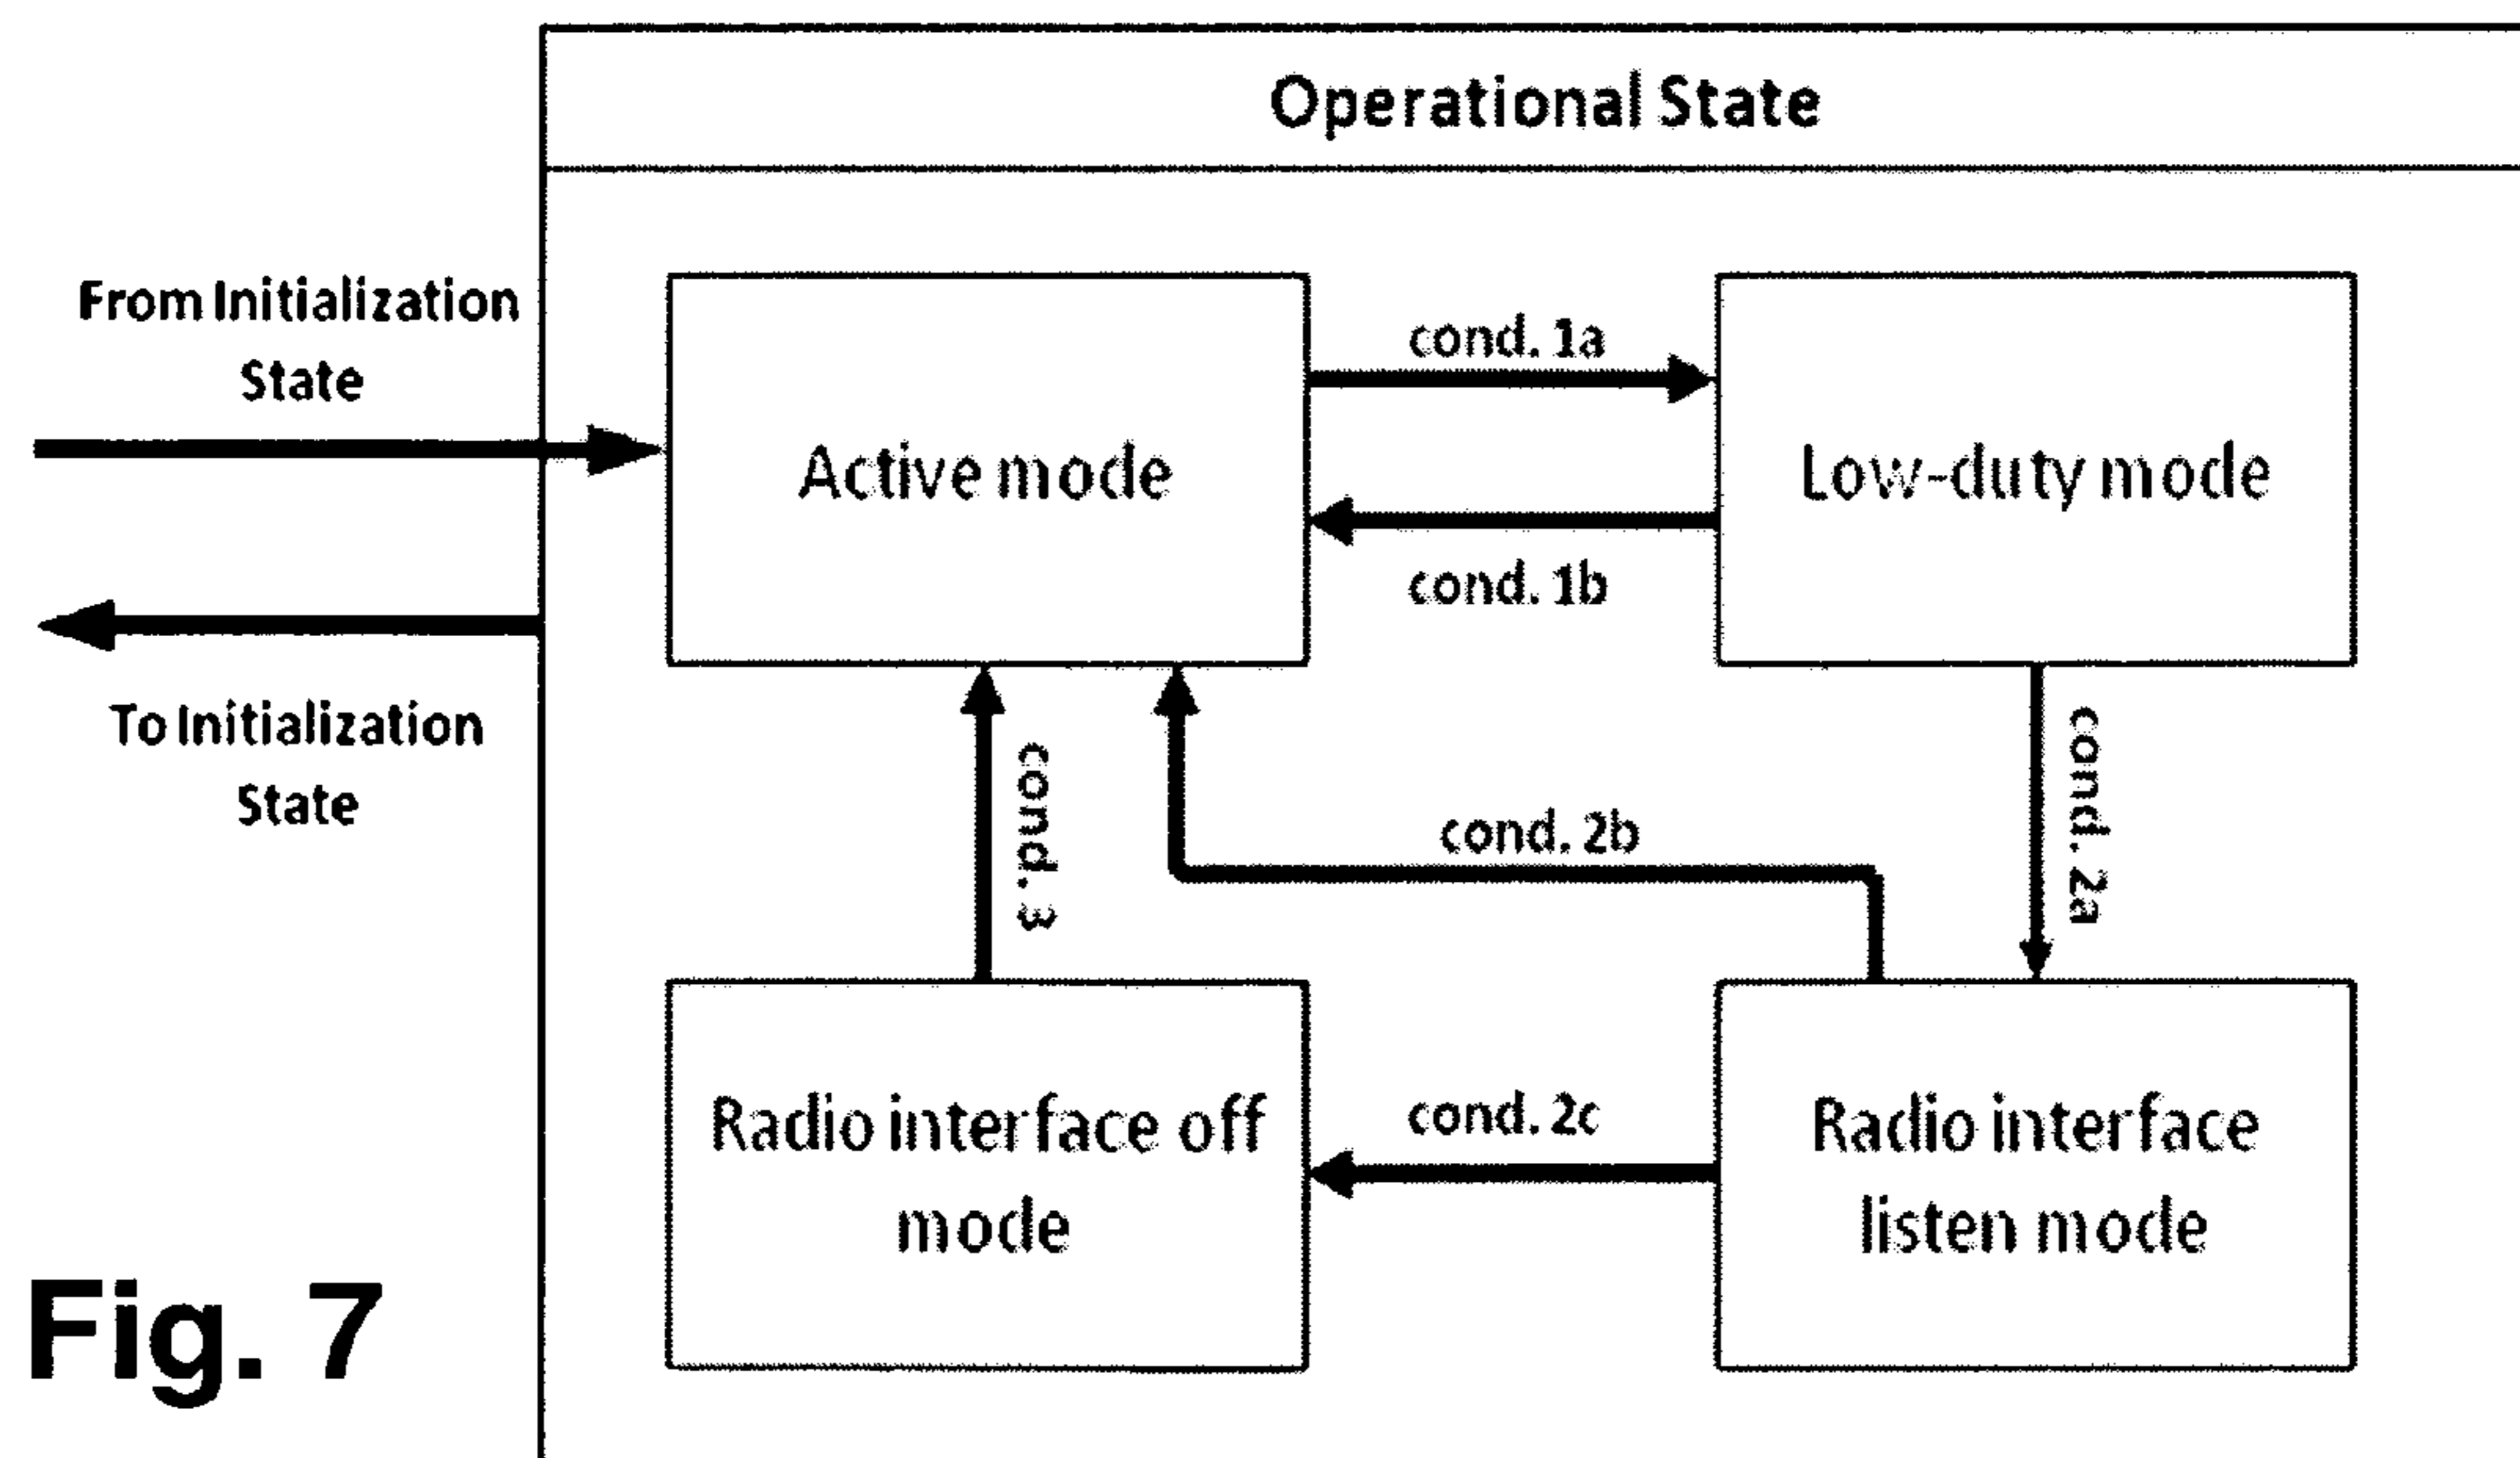 Operational State
From Initialization
State
Active mode
cond. 1a
Low-duty mode
cond. 1b
To Initialization
State
cond. 3
cond. 2b
cond. 2a
Radio interface off
mode
cond. 2c
Radio interface
listen mode
Fig. 7